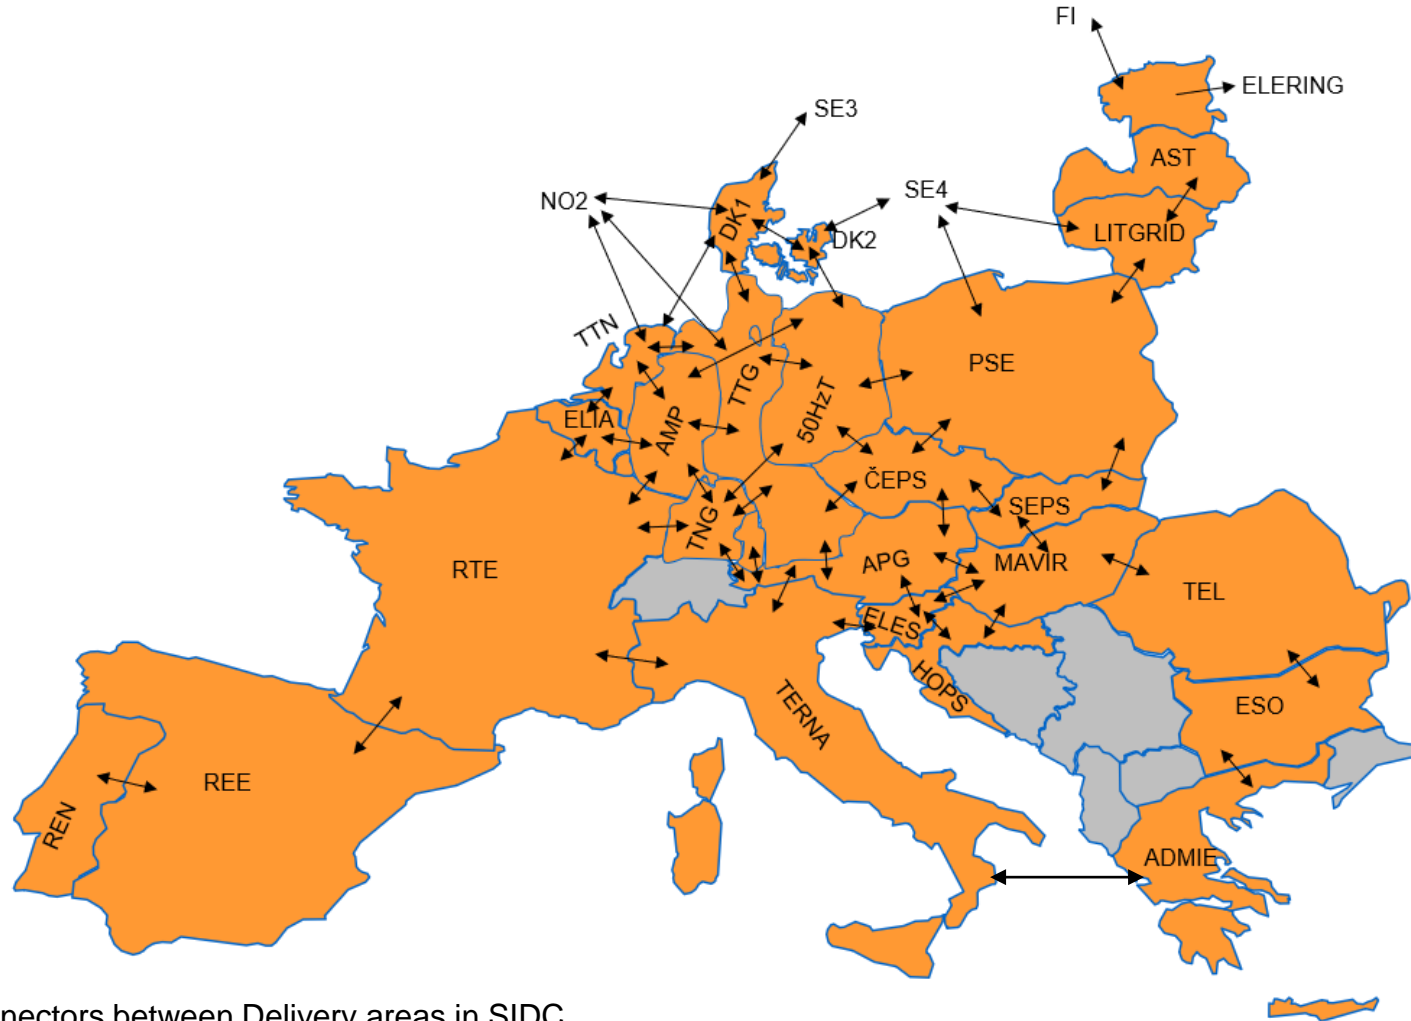 FI
ELERING
SE3
AST
SE4
NO2
DK1
LITGRID
DK2
TTN
PSE
TTG
50HzT
ELIA
AMP
ČEPS
SEPS
TNG
APG
MAVIR
RTE
TEL
ELES
HOPS
TERNA
ESO
REE
REN
ADMIE
nectors between Delivery areas in SIDC